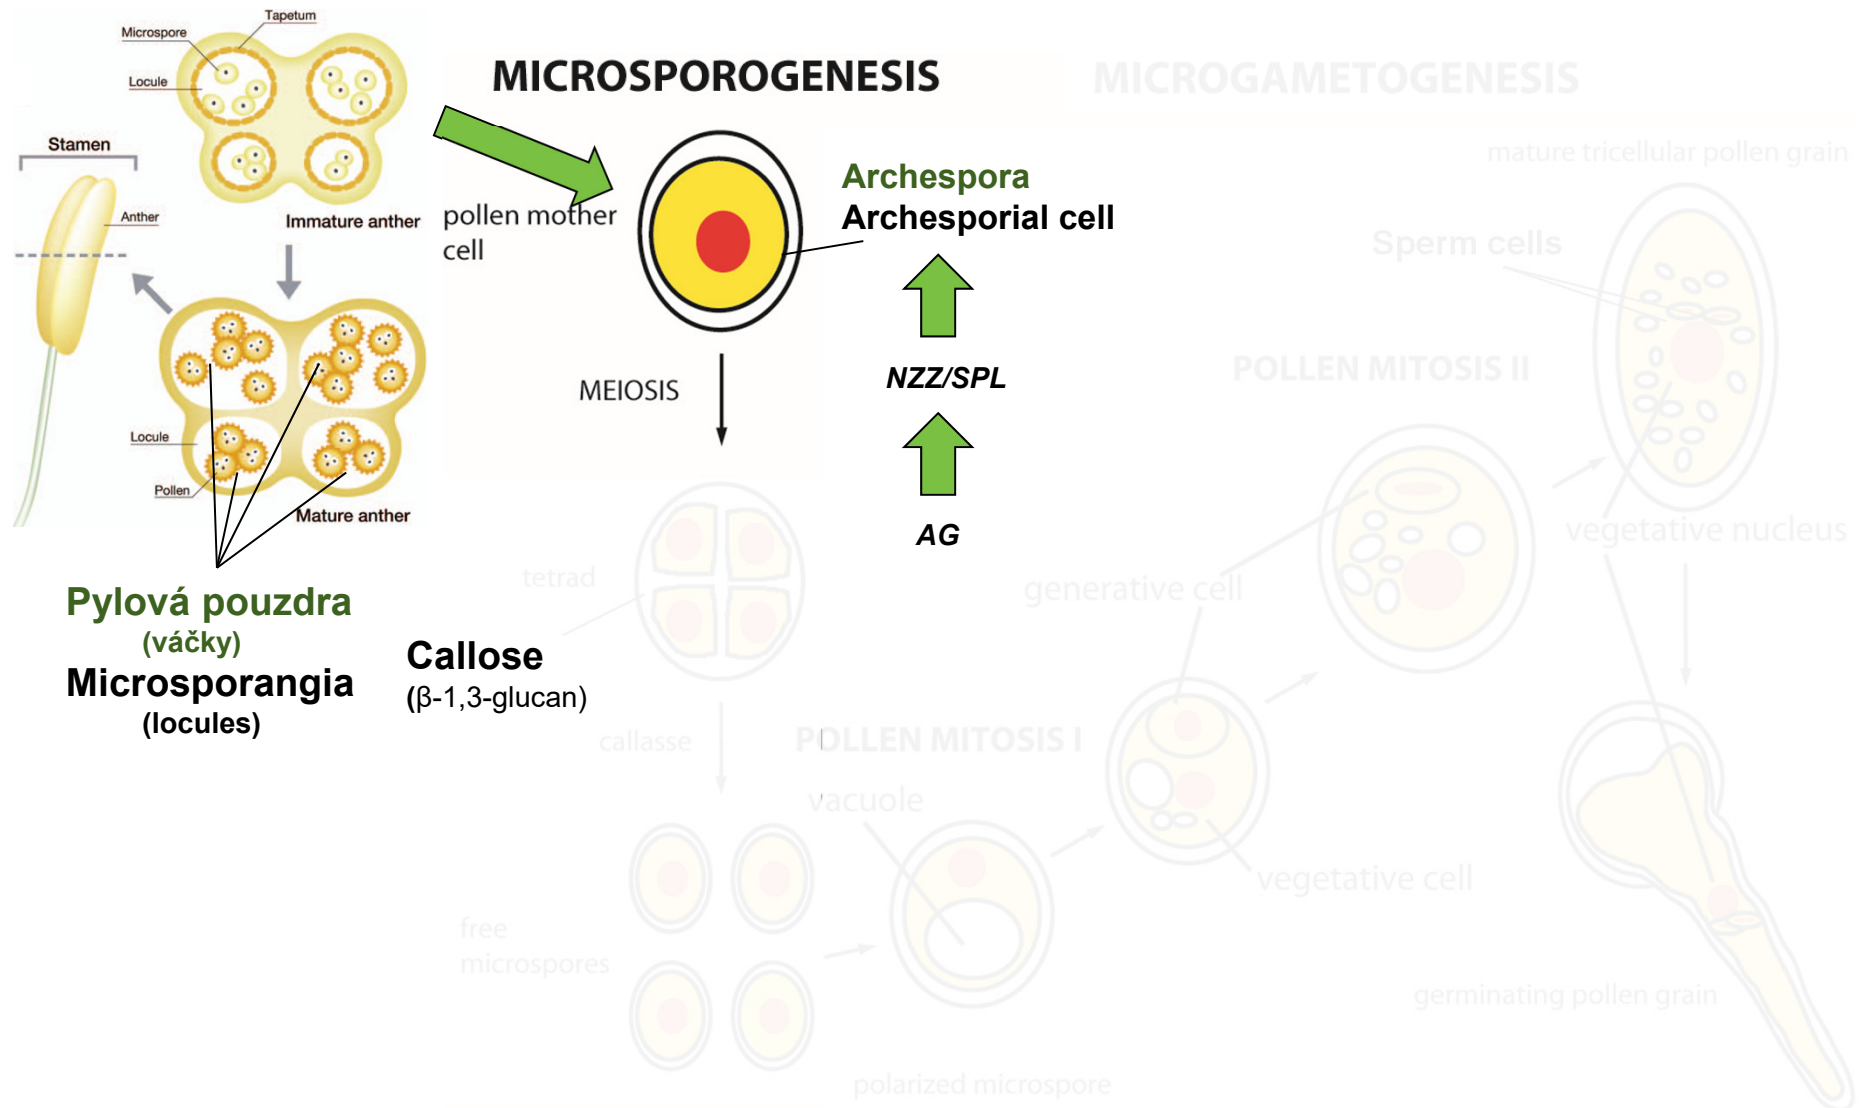 Tapetum
Microspore
Locule
Stamen
Anther
Immature anther
Locule
Pollen
Mature anther
Pylová pouzdra
(váčky)
Microsporangia
(locules)
MICROSPOROGENESIS
pollen mother
cell
Archespora
Archesporial cell
MEIOSIS
NZZ/SPL
AG
tetrad
Callose
(β-1,3-glucan)
callasse
free
microspores
MICROGAMETOGENESIS
POLLEN MITOSIS I
vacuole
polarized microspore
generative cell
vegetative cell
POLLEN MITOSIS II
mature tricellular pollen grain
Sperm cells
vegetative nucleus
germinating pollen grain